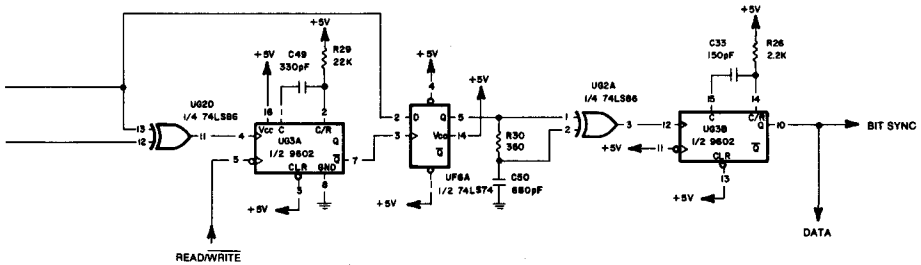 +5V
C49
330pF
R29
22K
+5V
16
1
2
Vcc
C
C/R
UG3A
Q
1/2 9602
Q
CLR
GND
3
8
+5V
UG2D
1/4 74LS86
13
12
11
4
5
7
READ/WRITE
+5V
4
2
D
Q
5
3
Vcc
14
Q
1
UF6A
1/2 74LS74
+5V
+5V
R30
360
C50
680pF
UG2A
1/4 74LS86
1
2
3
C33
150pF
+5V
R26
2.2K
15
14
C
C/R
12
UG3B
Q
10
+5V
11
1/2 9602
Q
CLR
13
+5V
BIT SYNC
DATA